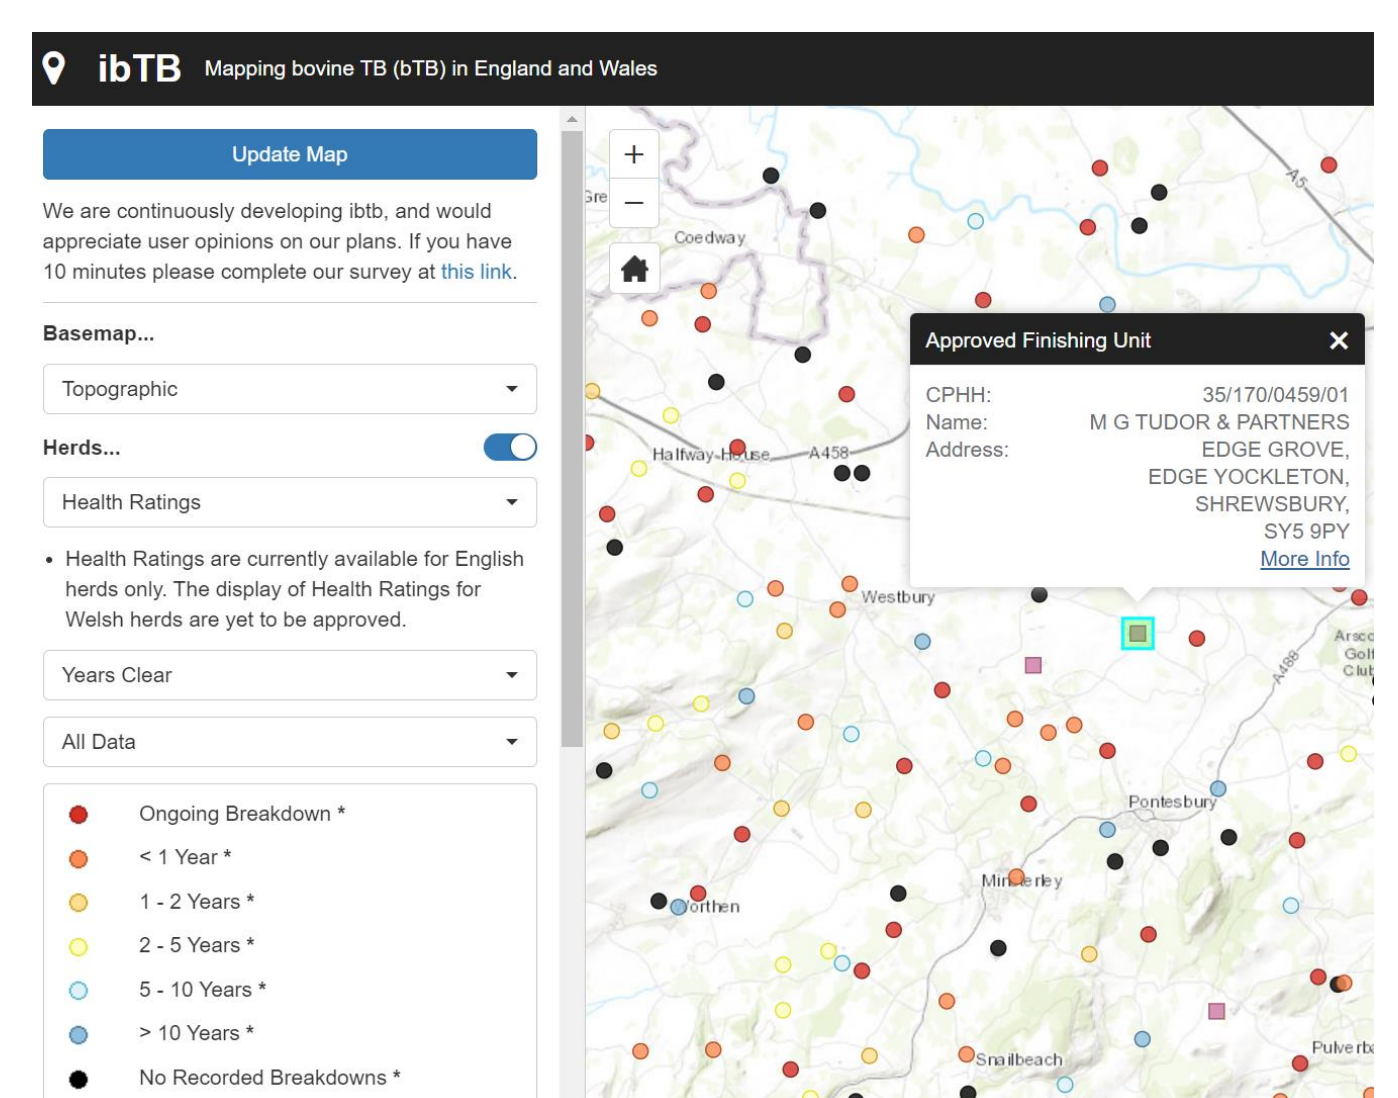 ibTB Mapping bovine TB (bTB) in England and Wales
Update Map
We are continuously developing ibtb, and would
appreciate user opinions on our plans. If you have
10 minutes please complete our survey at this link.
Basemap...
Topographic
Herds...
Health Ratings
• Health Ratings are currently available for English
herds only. The display of Health Ratings for
Welsh herds are yet to be approved.
Years Clear
All Data
Ongoing Breakdown *
< 1 Year *
1 - 2 Years *
2 - 5 Years *
5 - 10 Years *
> 10 Years *
No Recorded Breakdowns *
+
−
Coedway
A5
Approved Finishing Unit
CPHH: 35/170/0459/01
Name: M G TUDOR & PARTNERS
Address: EDGE GROVE,
EDGE YOCKLETON,
SHREWSBURY,
SY5 9PY
More Info
Halfway House
A458
Westbury
A488
Golf
Pontesbury
Minsterley
Worthen
Snailbeach